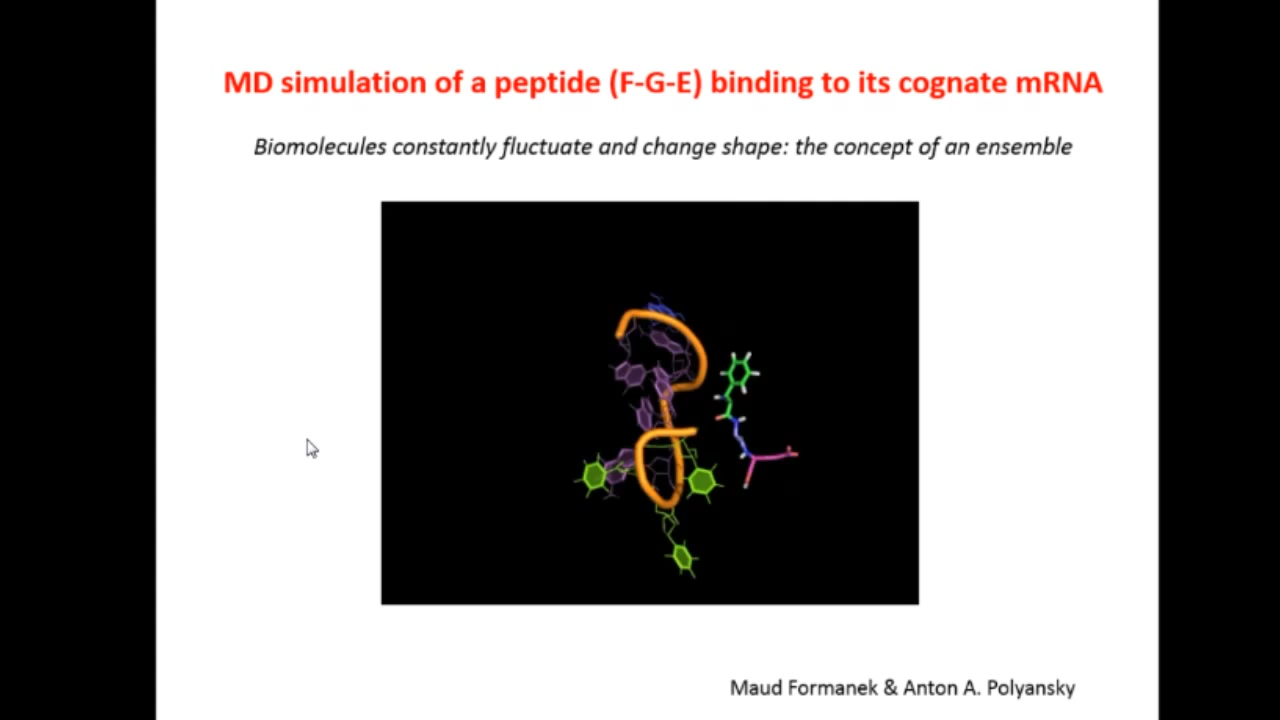 MD simulation of a peptide (F-G-E) binding to its cognate mRNA
Biomolecules constantly fluctuate and change shape: the concept of an ensemble
Maud Formanek & Anton A. Polyansky